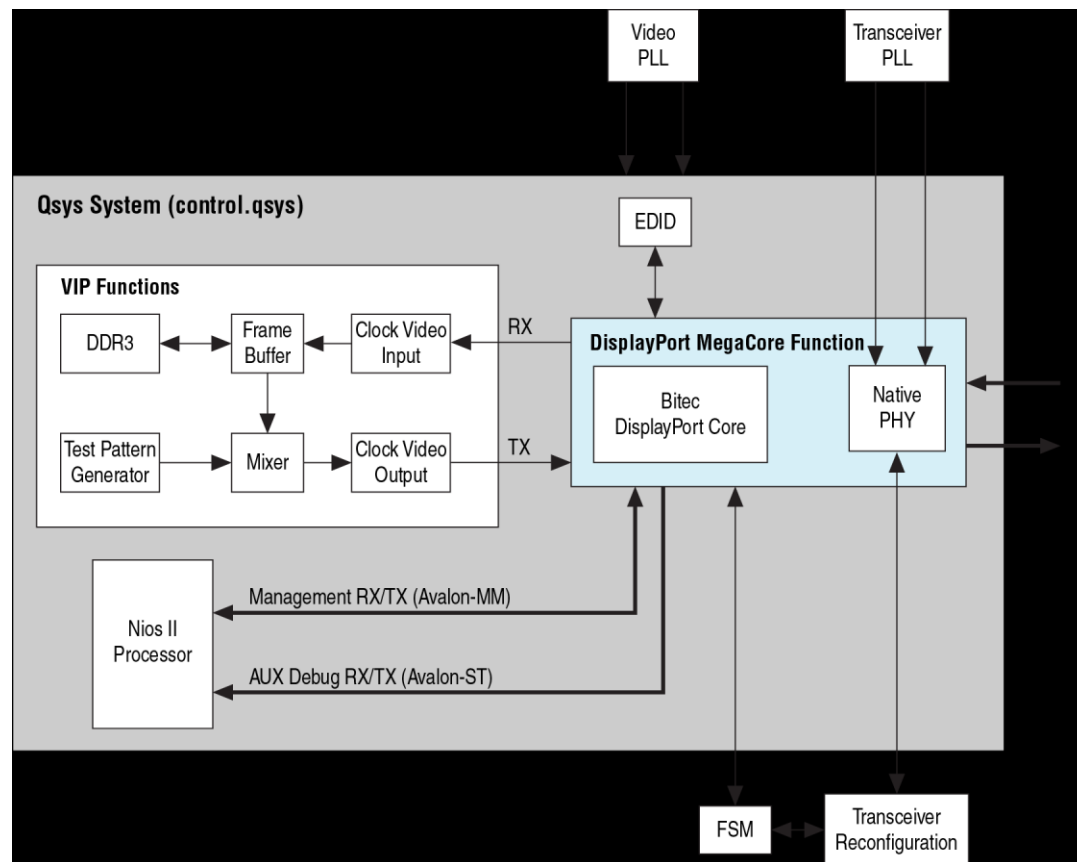 Video
PLL
Transceiver
PLL
Qsys System (control.qsys)
EDID
VIP Functions
DDR3
Frame
Buffer
Clock Video
Input
RX
DisplayPort MegaCore Function
Bitec
DisplayPort Core
Native
PHY
Test Pattern
Generator
Mixer
Clock Video
Output
TX
Nios II
Processor
Management RX/TX (Avalon-MM)
AUX Debug RX/TX (Avalon-ST)
FSM
Transceiver
Reconfiguration